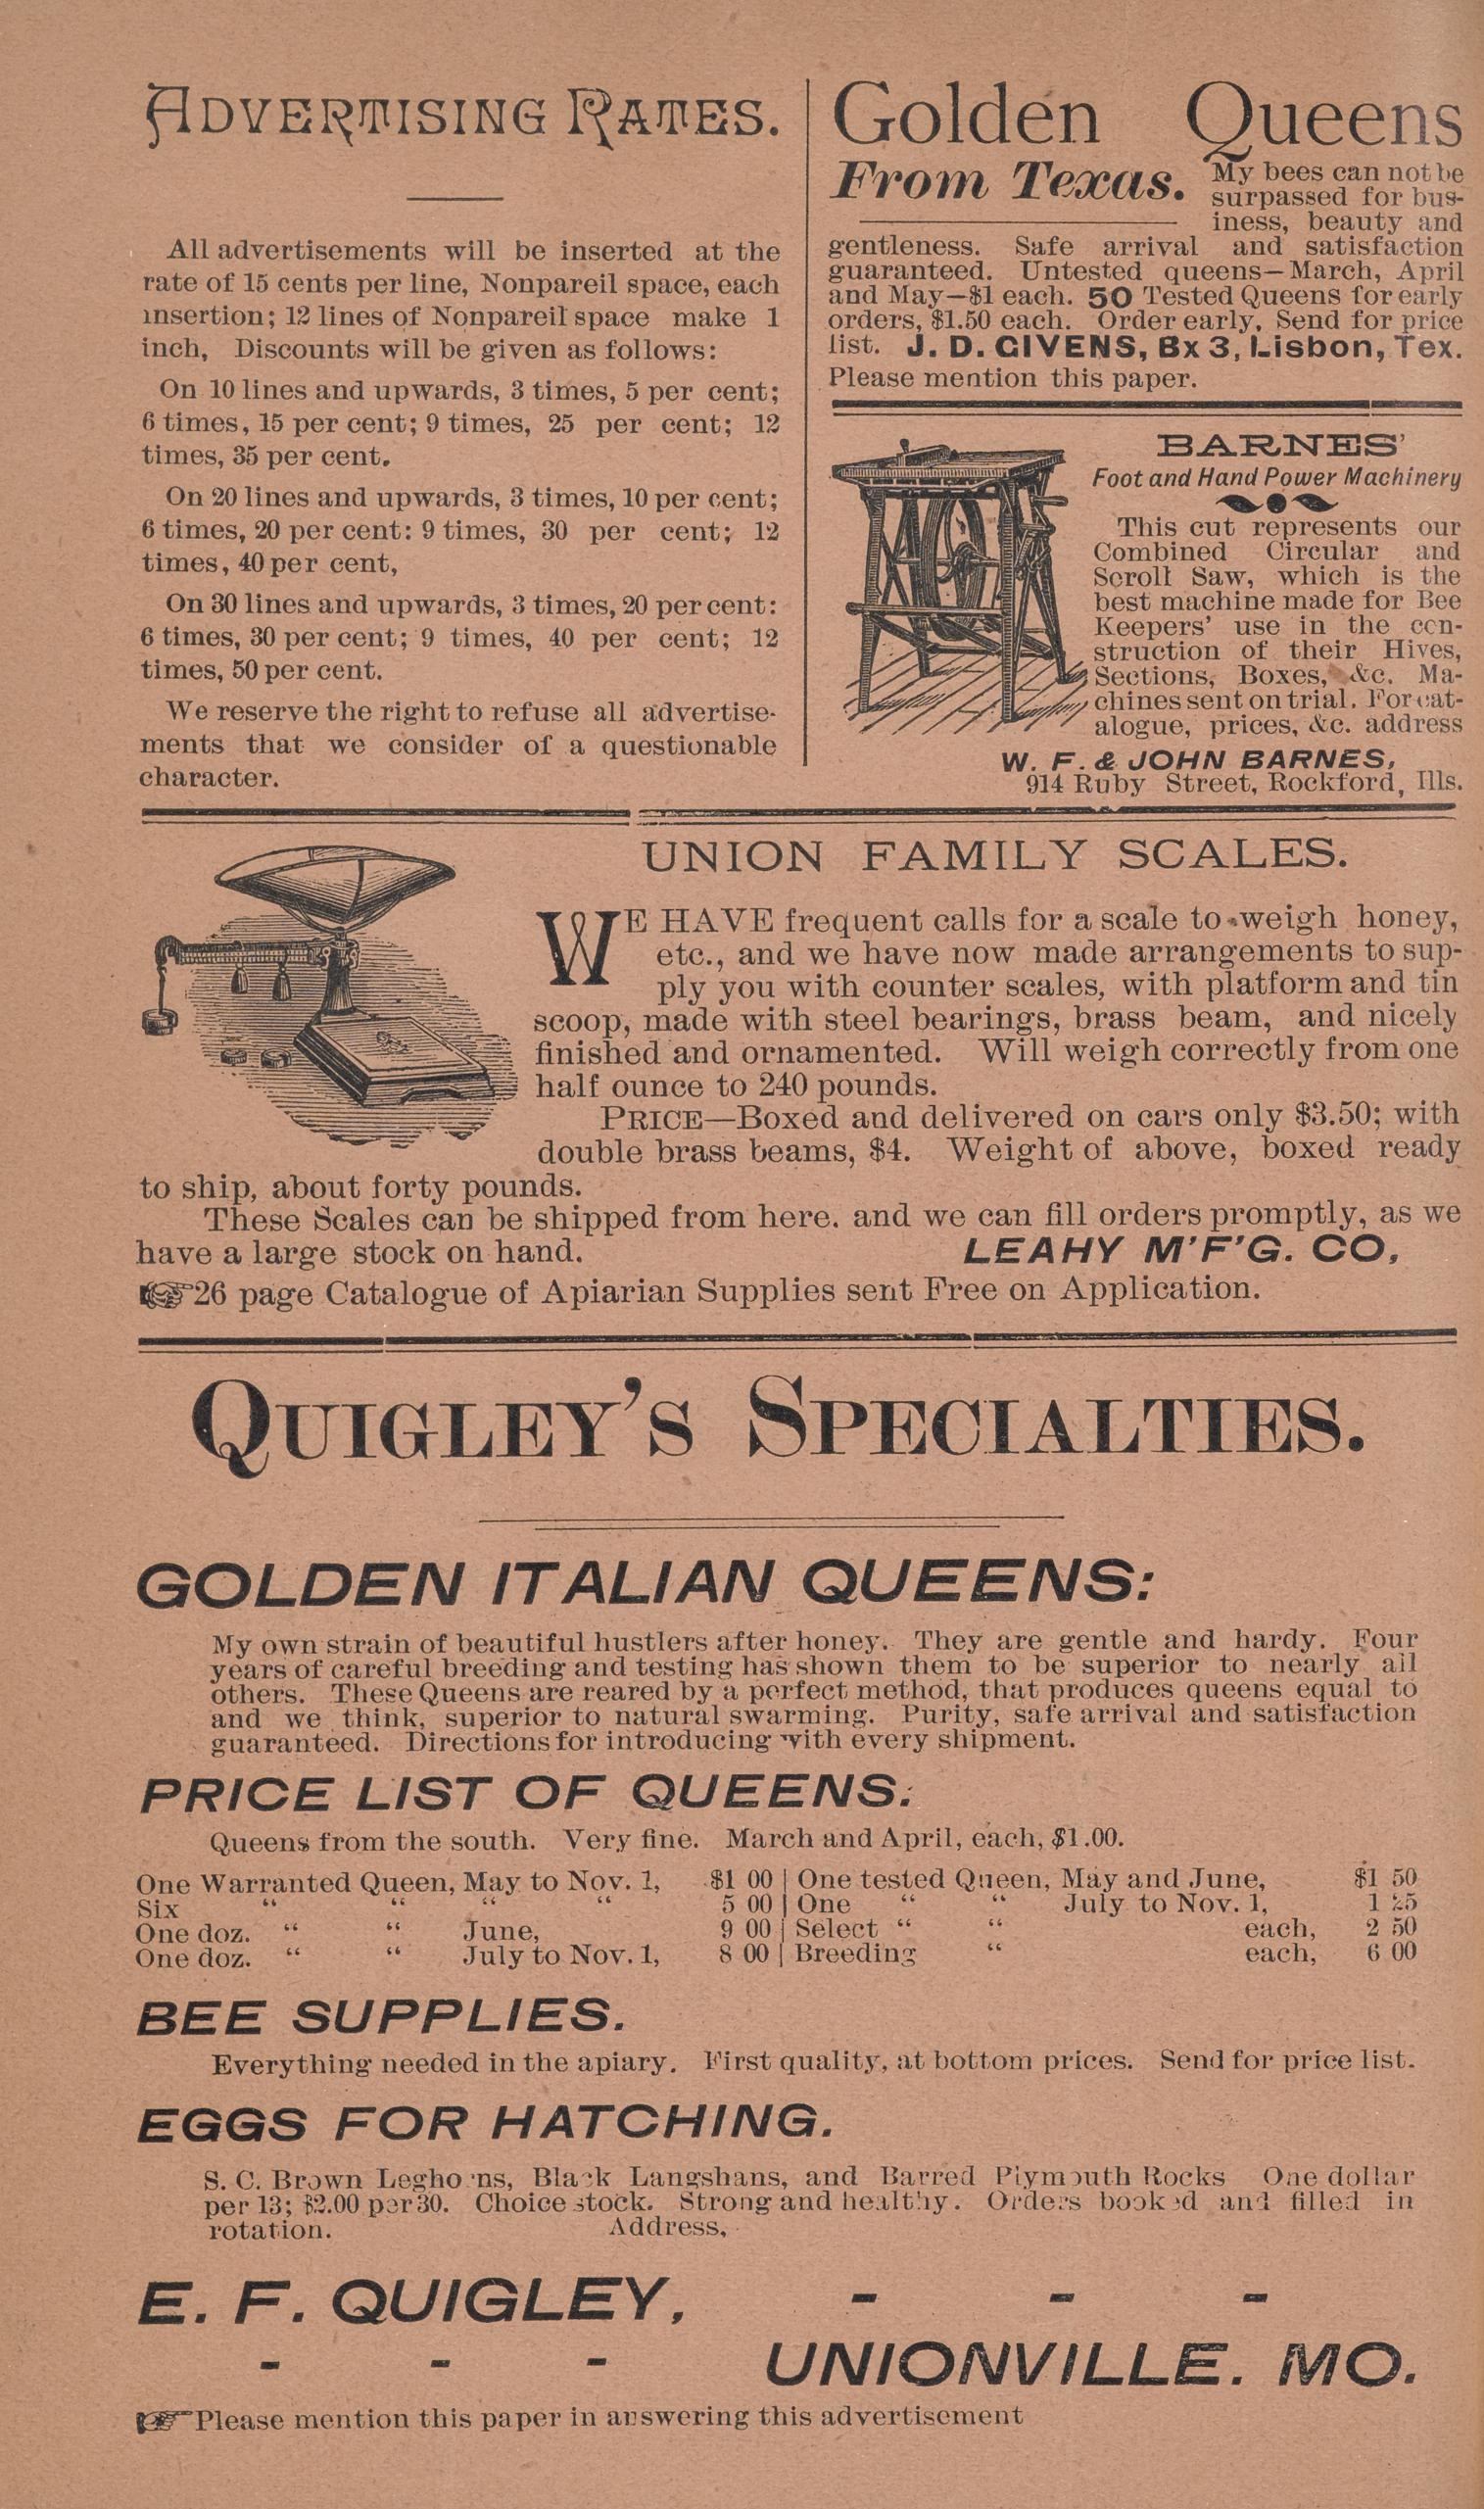 ADVERTISING RATES.
All advertisements will be inserted at the
rate of 15 cents per line, Nonpareil space, each
insertion; 12 lines of Nonpareil space make 1
inch, Discounts will be given as follows:
On 10 lines and upwards, 3 times, 5 per cent;
6 times, 15 per cent; 9 times, 25 per cent; 12
times, 35 per cent.
On 20 lines and upwards, 3 times, 10 per cent;
6 times, 20 per cent: 9 times, 30 per cent; 12
times, 40 per cent,
On 30 lines and upwards, 3 times, 20 per cent:
6 times, 30 per cent; 9 times, 40 per cent; 12
times, 50 per cent.
We reserve the right to refuse all advertise-
ments that we consider of a questionable
character.
Golden Queens
From Texas. My bees can not be
surpassed for bus-
iness, beauty and
gentleness. Safe arrival and satisfaction
guaranteed. Untested queens—March, April
and May—$1 each. 50 Tested Queens for early
orders, $1.50 each. Order early, Send for price
list. J. D. GIVENS, Bx 3, Lisbon, Tex.
Please mention this paper.
BARNES'
Foot and Hand Power Machinery
This cut represents our
Combined Circular and
Scroll Saw, which is the
best machine made for Bee
Keepers' use in the con-
struction of their Hives,
Sections, Boxes, &c. Ma-
chines sent on trial. For cat-
alogue, prices, &c. address
W. F. & JOHN BARNES,
914 Ruby Street, Rockford, Ills.
UNION FAMILY SCALES.
WE HAVE frequent calls for a scale to weigh honey,
etc., and we have now made arrangements to sup-
ply you with counter scales, with platform and tin
scoop, made with steel bearings, brass beam, and nicely
finished and ornamented. Will weigh correctly from one
half ounce to 240 pounds.
PRICE—Boxed and delivered on cars only $3.50; with
double brass beams, $4. Weight of above, boxed ready
to ship, about forty pounds.
These Scales can be shipped from here. and we can fill orders promptly, as we
have a large stock on hand. LEAHY M'F'G. CO,
☞26 page Catalogue of Apiarian Supplies sent Free on Application.
QUIGLEY'S SPECIALTIES.
GOLDEN ITALIAN QUEENS:
My own strain of beautiful hustlers after honey. They are gentle and hardy. Four
years of careful breeding and testing has shown them to be superior to nearly all
others. These Queens are reared by a perfect method, that produces queens equal to
and we think, superior to natural swarming. Purity, safe arrival and satisfaction
guaranteed. Directions for introducing with every shipment.
PRICE LIST OF QUEENS:
Queens from the south. Very fine. March and April, each, $1.00.
One Warranted Queen, May to Nov. 1, $1 00 | One tested Queen, May and June, $1 50
Six “ “ “ “ 5 00 | One “ “ July to Nov. 1, 1 25
One doz. “ “ June, 9 00 | Select “ “ each, 2 50
One doz. “ “ July to Nov. 1, 8 00 | Breeding “ each, 6 00
BEE SUPPLIES.
Everything needed in the apiary. First quality, at bottom prices. Send for price list.
EGGS FOR HATCHING.
S. C. Brown Leghorns, Black Langshans, and Barred Plymouth Rocks One dollar
per 13; $2.00 per 30. Choice stock. Strong and healthy. Orders booked and filled in
rotation. Address,
E. F. QUIGLEY, - - -
- - - UNIONVILLE. MO.
☞Please mention this paper in answering this advertisement